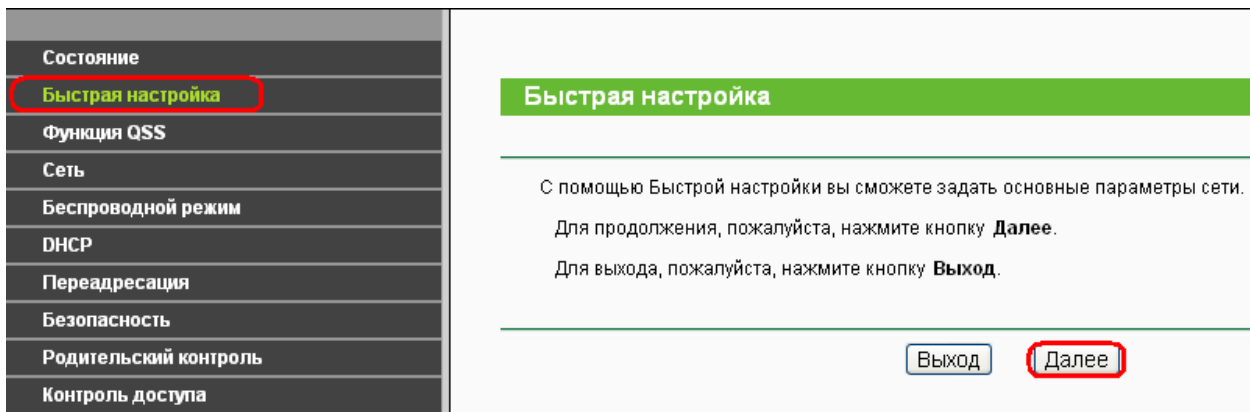 Состояние
Быстрая настройка
Функция QSS
Сеть
Беспроводной режим
DHCP
Переадресация
Безопасность
Родительский контроль
Контроль доступа
Быстрая настройка
С помощью Быстрой настройки вы сможете задать основные параметры сети.
Для продолжения, пожалуйста, нажмите кнопку Далее.
Для выхода, пожалуйста, нажмите кнопку Выход.
Выход Далее